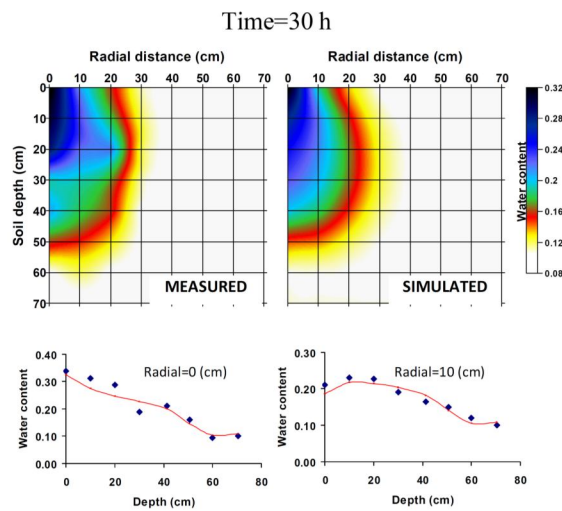 Time=30 h
Radial distance (cm)
Radial distance (cm)
0 10 20 30 40 50 60 70
0 10 20 30 40 50 60 70
0
10
20
30
40
50
60
70
Soil depth (cm)
MEASURED
SIMULATED
0.32
0.28
0.24
0.20
0.16
0.12
0.08
Water content
0.40
0.30
0.20
0.10
0.00
Water content
Radial=0 (cm)
0 20 40 60 80
Depth (cm)
0.30
0.20
0.10
0.00
Water content
Radial=10 (cm)
0 20 40 60 80
Depth (cm)